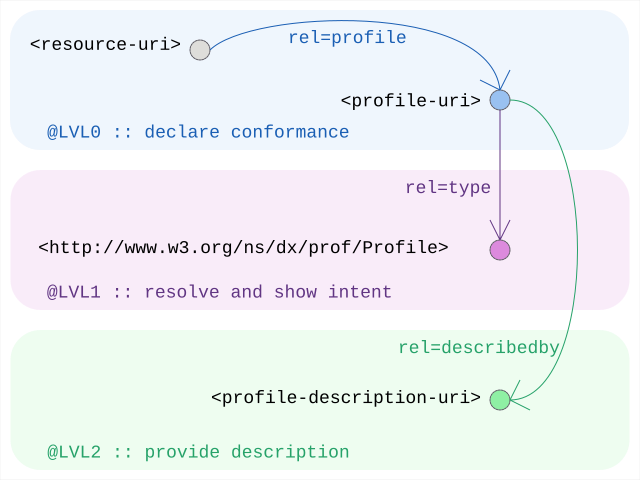 rel=profile
<resource-uri>
<profile-uri>
@LVL0 :: declare conformance
rel=type
<http://www.w3.org/ns/dx/prof/Profile>
@LVL1 :: resolve and show intent
rel=describedby
<profile-description-uri>
@LVL2 :: provide description